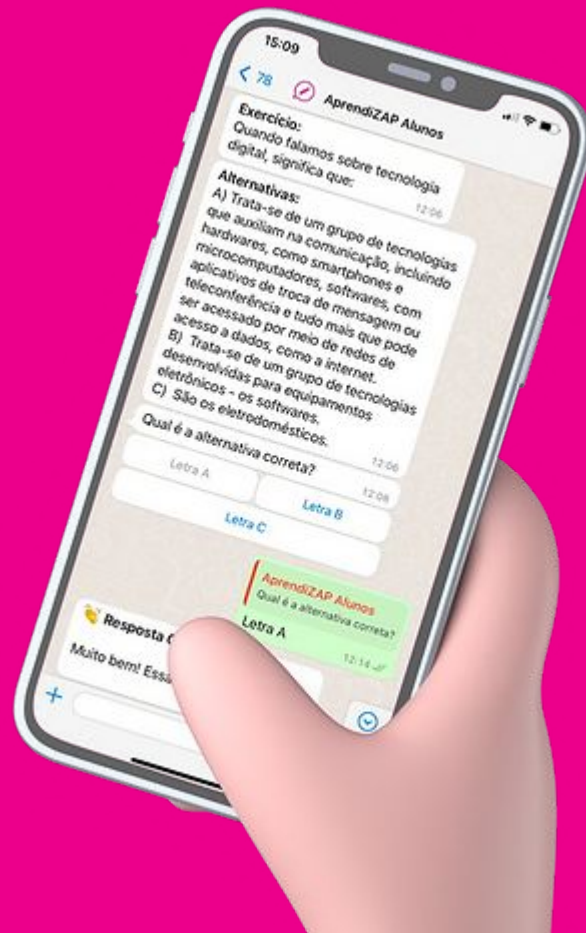 15:09
78
AprendiZAP Alunos
Exercício:
Quando falamos sobre tecnologia
digital, significa que:
12:06
Alternativas:
A) Trata-se de um grupo de tecnologias
que auxiliam na comunicação, incluindo
hardwares, como smartphones e
microcomputadores, softwares, com
aplicativos de troca de mensagem ou
teleconferência e tudo mais que pode
ser acessado por meio de redes de
acesso a dados, como a internet.
B) Trata-se de um grupo de tecnologias
desenvolvidas para equipamentos
eletrônicos - os softwares.
C) São os eletrodomésticos.
12:06
Qual é a alternativa correta?
12:06
Letra A
Letra B
Letra C
AprendiZAP Alunos
Qual é a alternativa correta?
Letra A
12:14
Resposta
Muito bem! Essa